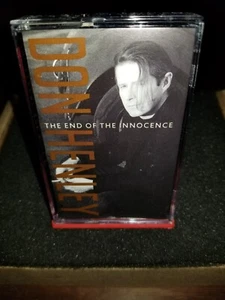 DON HENLEY
THE END OF THE INNOCENCE